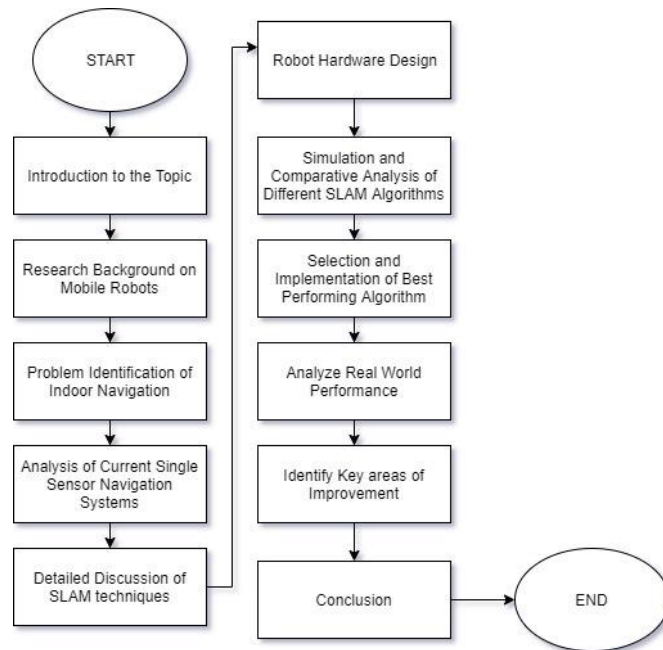 START
Introduction to the Topic
Research Background on
Mobile Robots
Problem Identification of
Indoor Navigation
Analysis of Current Single
Sensor Navigation
Systems
Detailed Discussion of
SLAM techniques
Robot Hardware Design
Simulation and
Comparative Analysis of
Different SLAM Algorithms
Selection and
Implementation of Best
Performing Algorithm
Analyze Real World
Performance
Identify Key areas of
Improvement
Conclusion
END